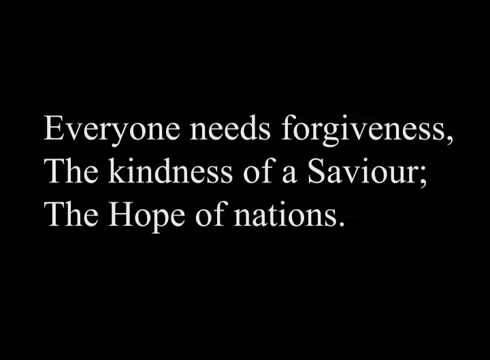 Everyone needs forgiveness,
The kindness of a Saviour;
The Hope of nations.